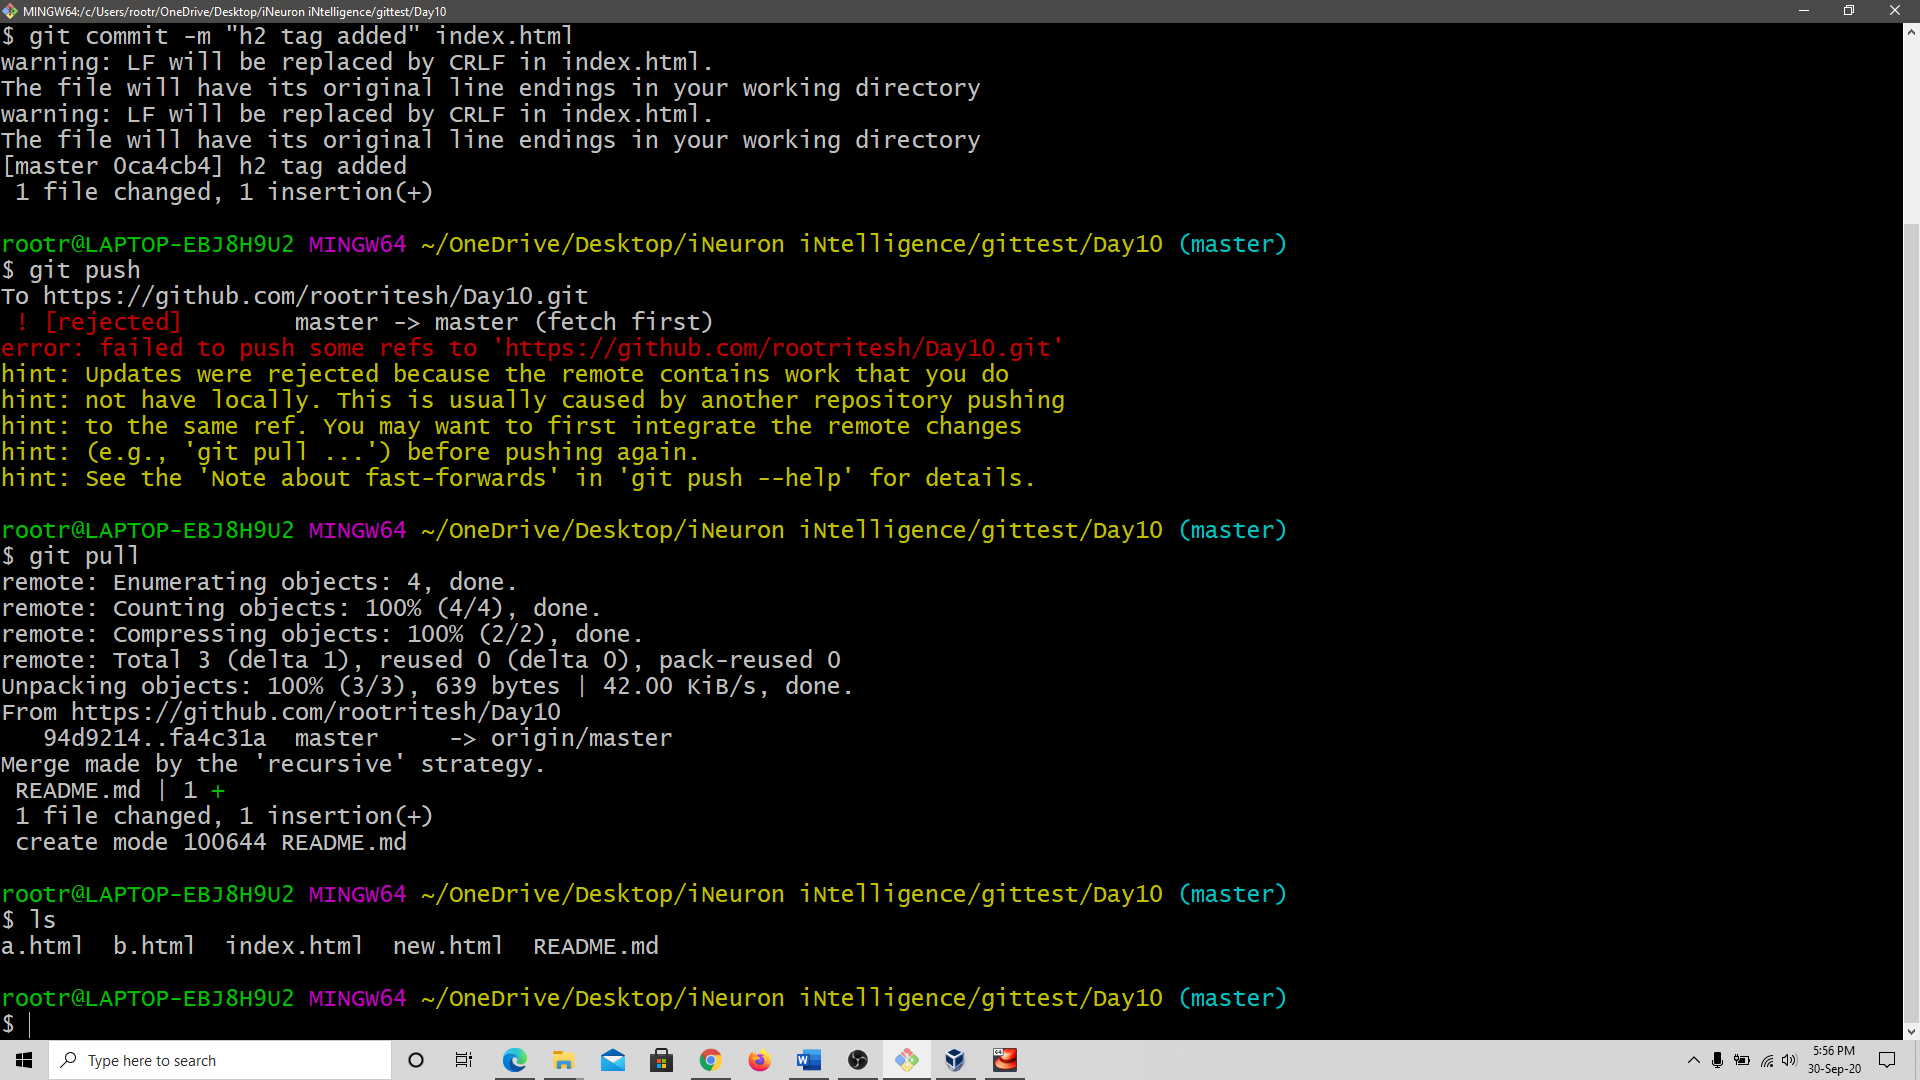 MINGW64:/c/Users/rootr/OneDrive/Desktop/iNeuron iNtelligence/gittest/Day10
$ git commit -m "h2 tag added" index.html
warning: LF will be replaced by CRLF in index.html.
The file will have its original line endings in your working directory
warning: LF will be replaced by CRLF in index.html.
The file will have its original line endings in your working directory
[master 0ca4cb4] h2 tag added
 1 file changed, 1 insertion(+)
rootr@LAPTOP-EBJ8H9U2 MINGW64 ~/OneDrive/Desktop/iNeuron iNtelligence/gittest/Day10 (master)
$ git push
To https://github.com/rootritesh/Day10.git
 ! [rejected]        master -> master (fetch first)
error: failed to push some refs to 'https://github.com/rootritesh/Day10.git'
hint: Updates were rejected because the remote contains work that you do
hint: not have locally. This is usually caused by another repository pushing
hint: to the same ref. You may want to first integrate the remote changes
hint: (e.g., 'git pull ...') before pushing again.
hint: See the 'Note about fast-forwards' in 'git push --help' for details.
rootr@LAPTOP-EBJ8H9U2 MINGW64 ~/OneDrive/Desktop/iNeuron iNtelligence/gittest/Day10 (master)
$ git pull
remote: Enumerating objects: 4, done.
remote: Counting objects: 100% (4/4), done.
remote: Compressing objects: 100% (2/2), done.
remote: Total 3 (delta 1), reused 0 (delta 0), pack-reused 0
Unpacking objects: 100% (3/3), 639 bytes | 42.00 KiB/s, done.
From https://github.com/rootritesh/Day10
   94d9214..fa4c31a  master     -> origin/master
Merge made by the 'recursive' strategy.
 README.md | 1 +
 1 file changed, 1 insertion(+)
 create mode 100644 README.md
rootr@LAPTOP-EBJ8H9U2 MINGW64 ~/OneDrive/Desktop/iNeuron iNtelligence/gittest/Day10 (master)
$ ls
a.html  b.html  index.html  new.html  README.md
rootr@LAPTOP-EBJ8H9U2 MINGW64 ~/OneDrive/Desktop/iNeuron iNtelligence/gittest/Day10 (master)
$
Type here to search
5:56 PM
30-Sep-20